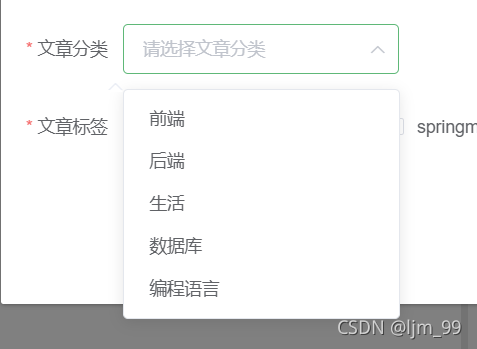 * 文章分类 请选择文章分类
* 文章标签 springm
前端
后端
生活
数据库
编程语言
CSDN @ljm_99